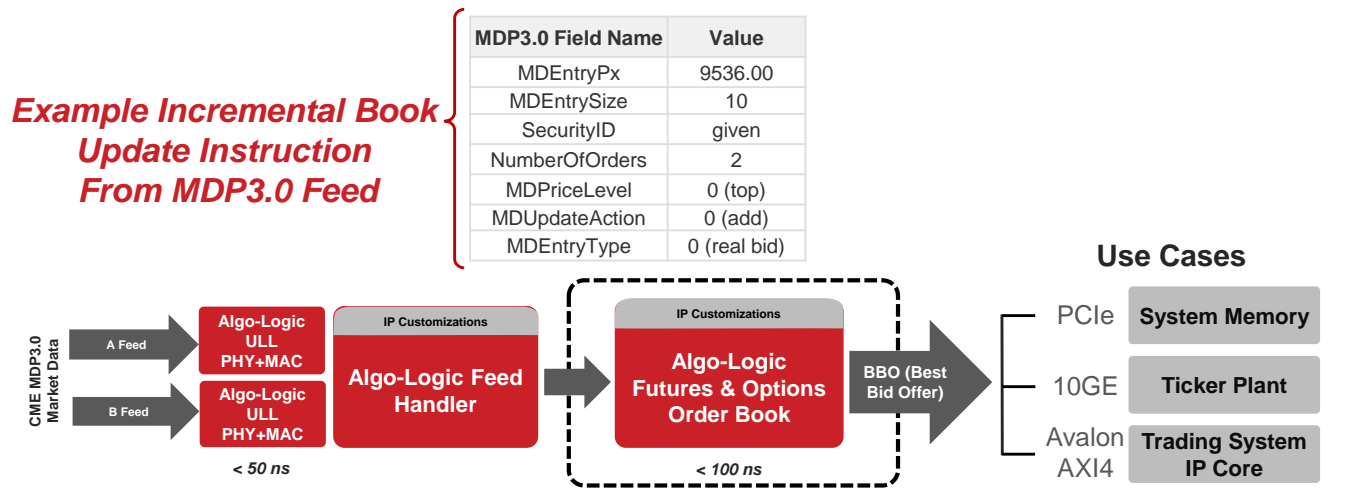 MDP3.0 Field Name Value
MDEntryPx 9536.00
MDEntrySize 10
SecurityID given
NumberOfOrders 2
MDPriceLevel 0 (top)
MDUpdateAction 0 (add)
MDEntryType 0 (real bid)
Example Incremental Book
Update Instruction
From MDP3.0 Feed
CME MDP3.0
Market Data
A Feed
B Feed
Algo-Logic
ULL
PHY+MAC
Algo-Logic
ULL
PHY+MAC
< 50 ns
IP Customizations
Algo-Logic Feed
Handler
IP Customizations
Algo-Logic
Futures & Options
Order Book
< 100 ns
BBO (Best
Bid Offer)
Use Cases
PCIe System Memory
10GE Ticker Plant
Avalon
AXI4
Trading System
IP Core